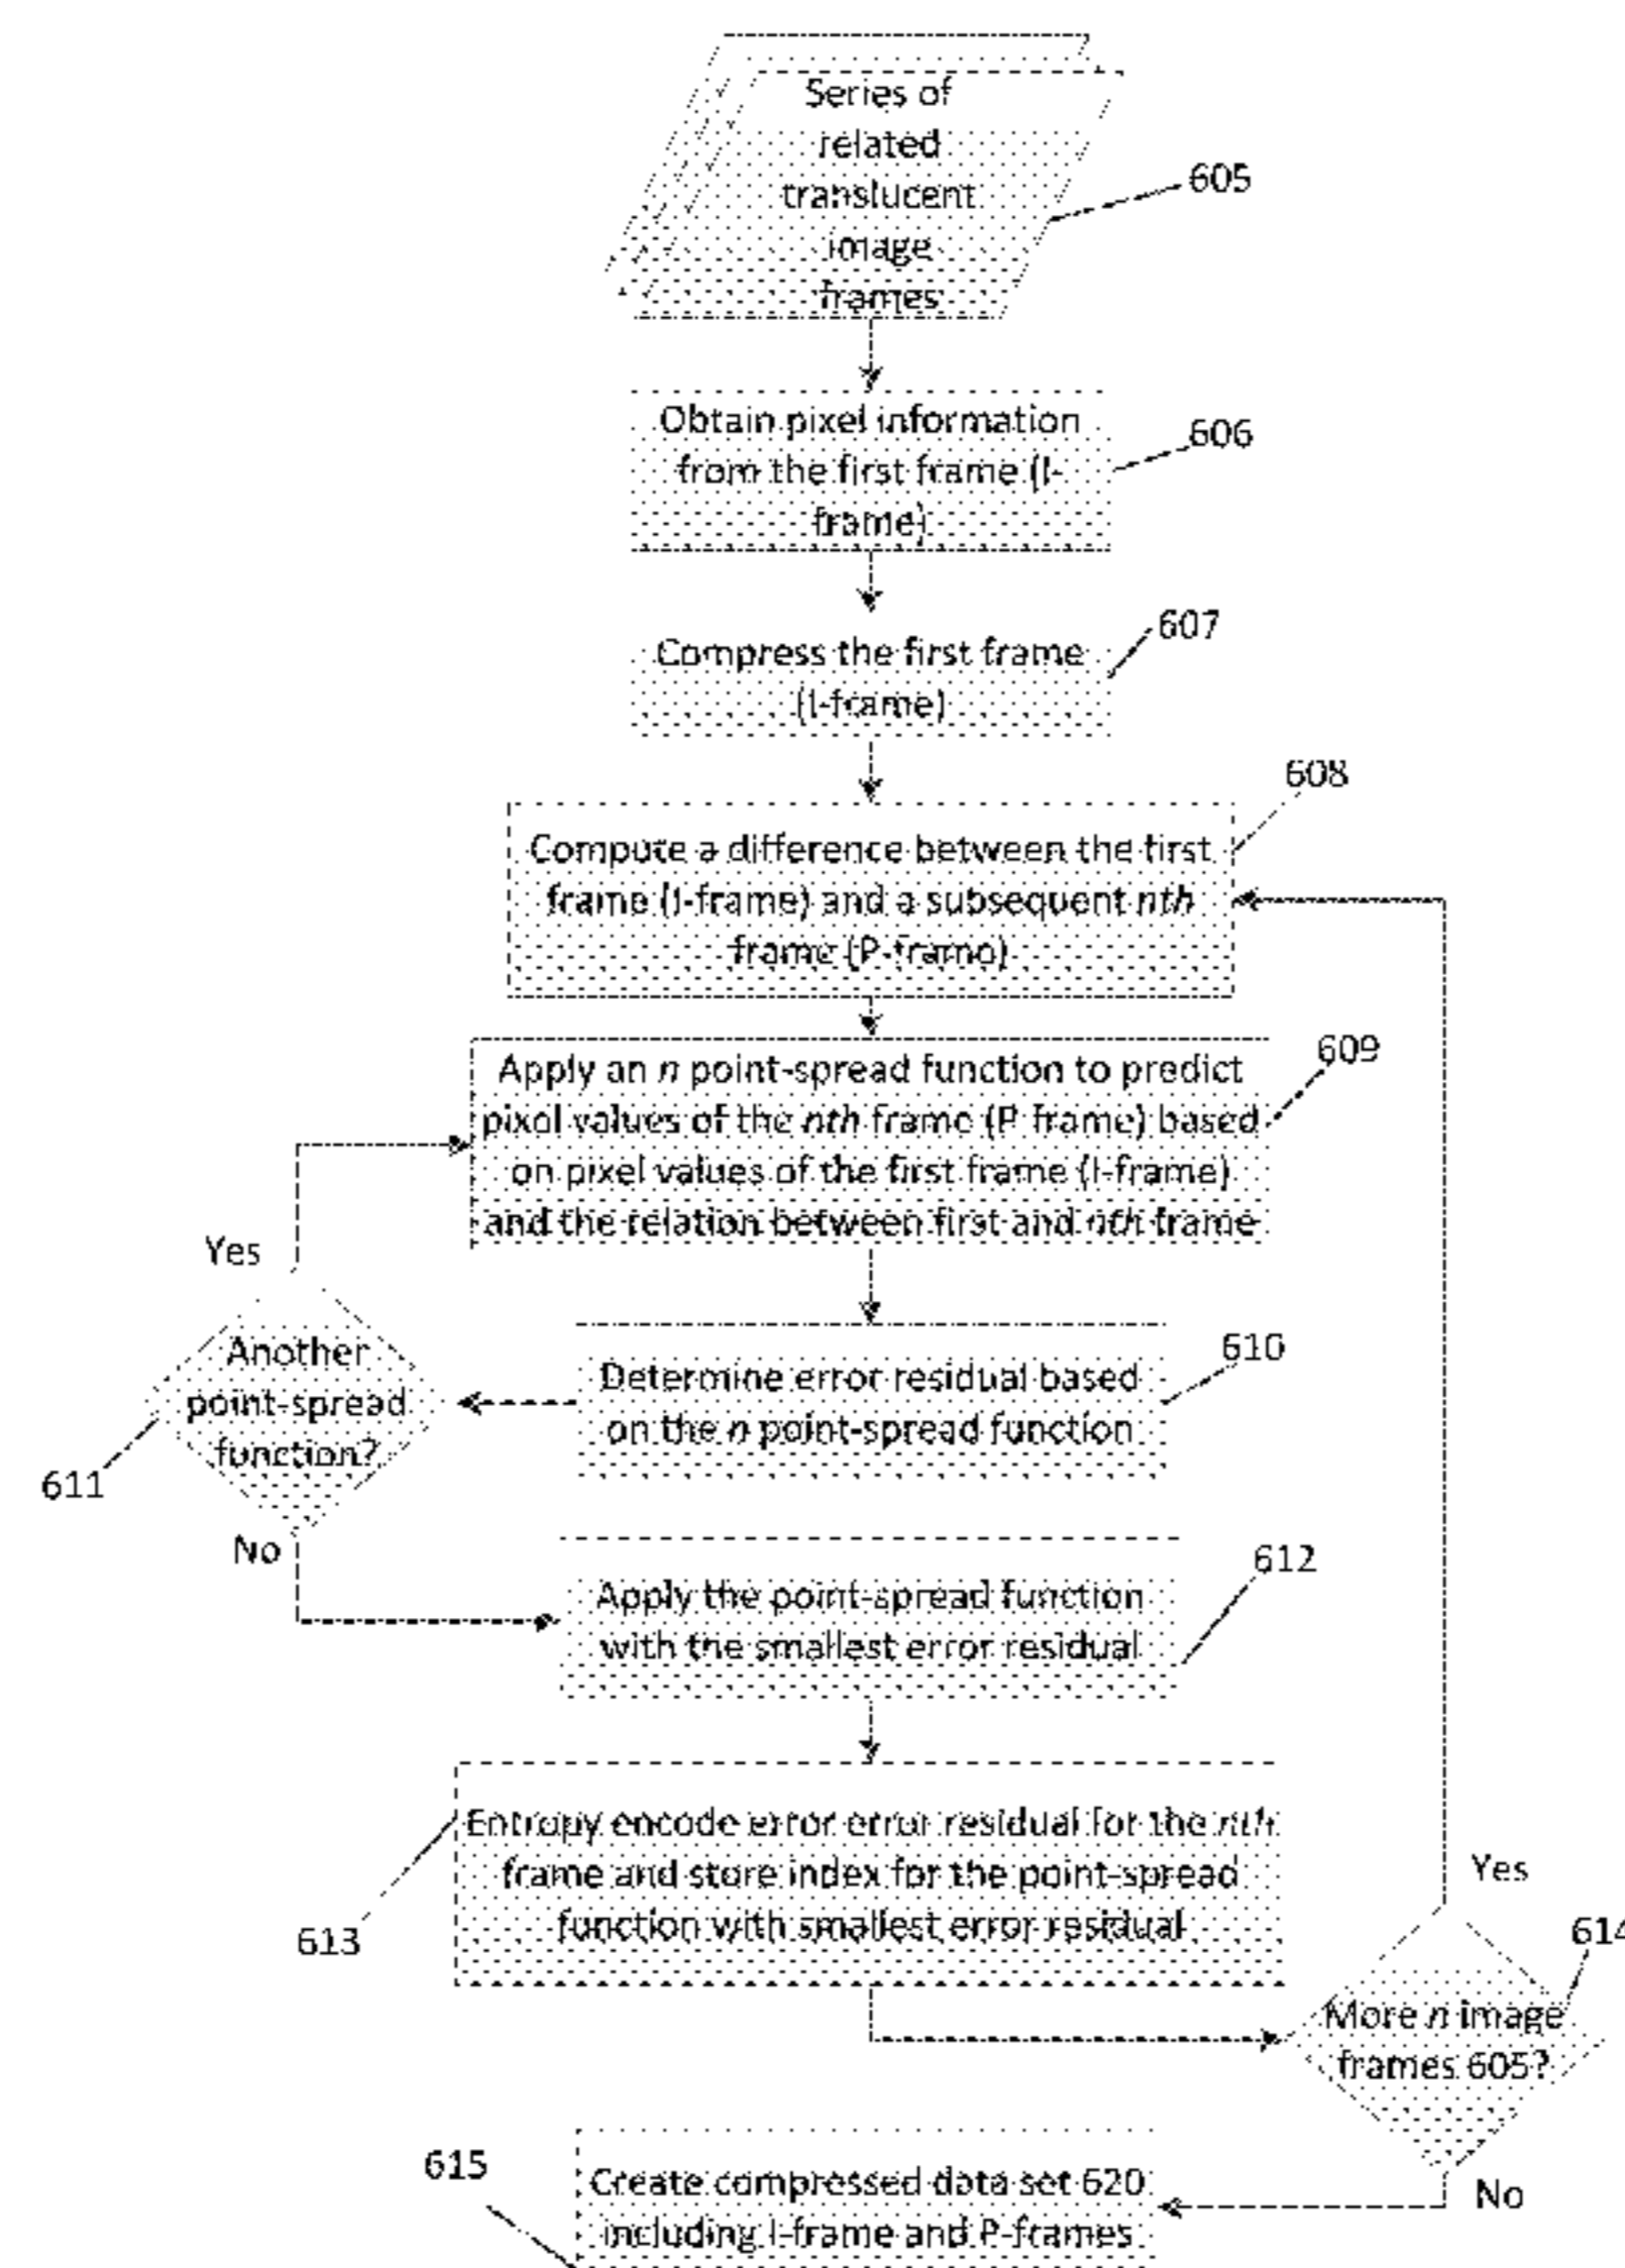 Series of
related
translucent
image
frames
605
Obtain pixel information
from the first frame (I-
frame)
606
Compress the first frame
(I-frame)
607
608
Compute a difference between the first
frame (I-frame) and a subsequent nth
frame (P-frame)
609
Apply an n point-spread function to predict
pixel values of the nth frame (P frame) based
on pixel values of the first frame (I-frame)
and the relation between first and nth frame
Yes
Another
point-spread
function?
611
No
610
Determine error residual based
on the n point-spread function
612
Apply the point-spread function
with the smallest error residual
Entropy encode error error residual for the nth
frame and store index for the point-spread
function with smallest error residual
613
Yes
614
More n image
frames 605?
No
615
Create compressed data set 620
including I-frame and P-frames